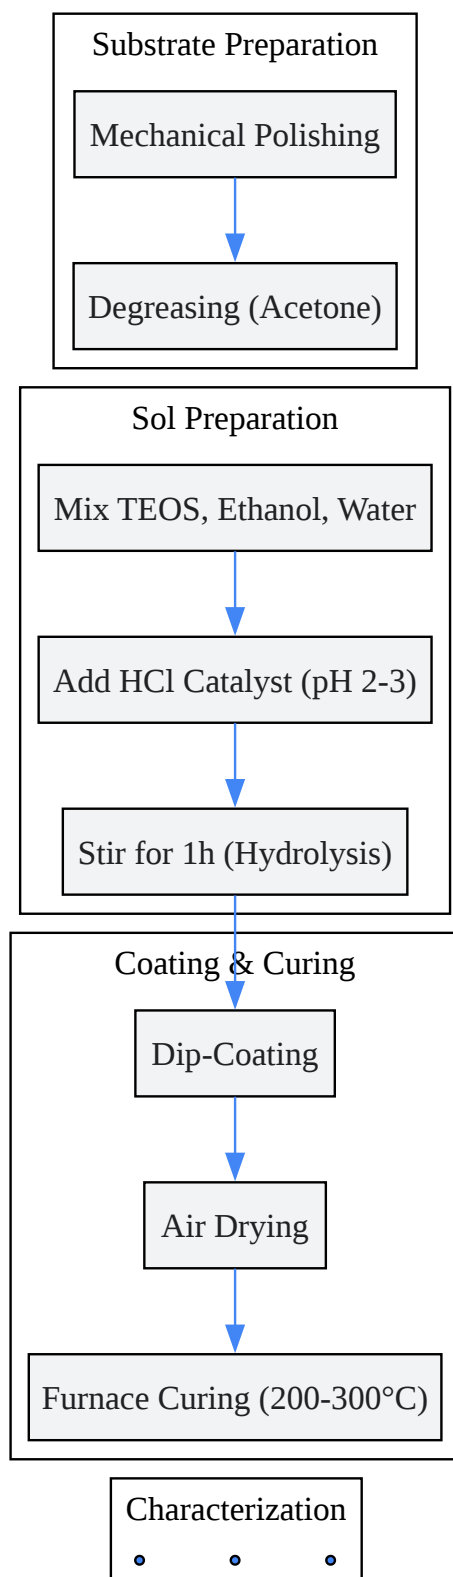 Substrate Preparation
Mechanical Polishing
Degreasing (Acetone)
Sol Preparation
Mix TEOS, Ethanol, Water
Add HCl Catalyst (pH 2-3)
Stir for 1h (Hydrolysis)
Coating & Curing
Dip-Coating
Air Drying
Furnace Curing (200-300°C)
Characterization